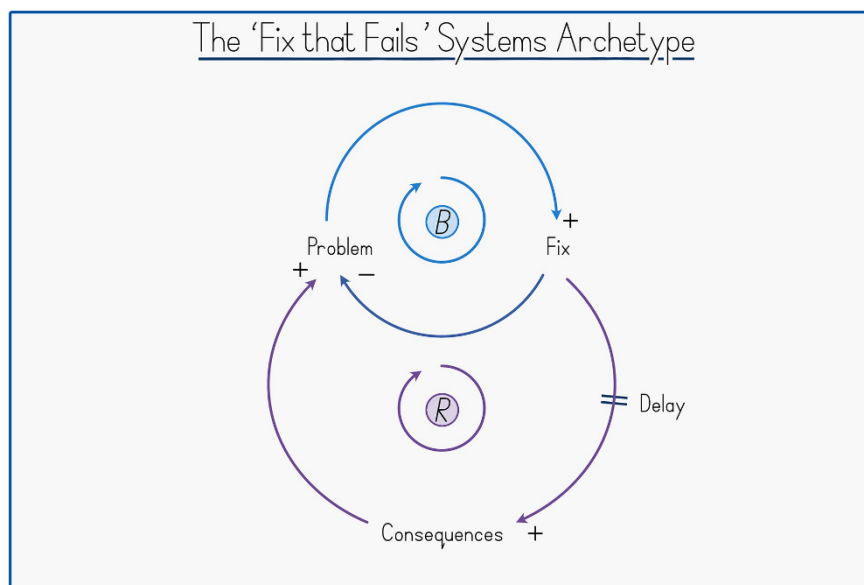 The 'Fix that Fails' Systems Archetype
B
+
Problem
Fix
+
−
R
Delay
Consequences +